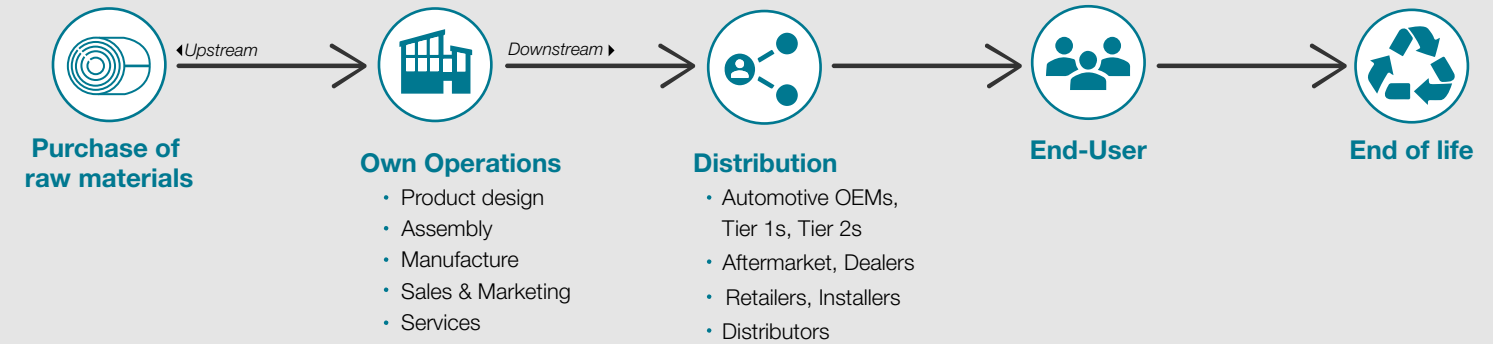 ◂Upstream
Downstream ▸
Purchase of
raw materials
Own Operations
• Product design
• Assembly
• Manufacture
• Sales & Marketing
• Services
Distribution
• Automotive OEMs,
Tier 1s, Tier 2s
• Aftermarket, Dealers
• Retailers, Installers
• Distributors
End-User
End of life